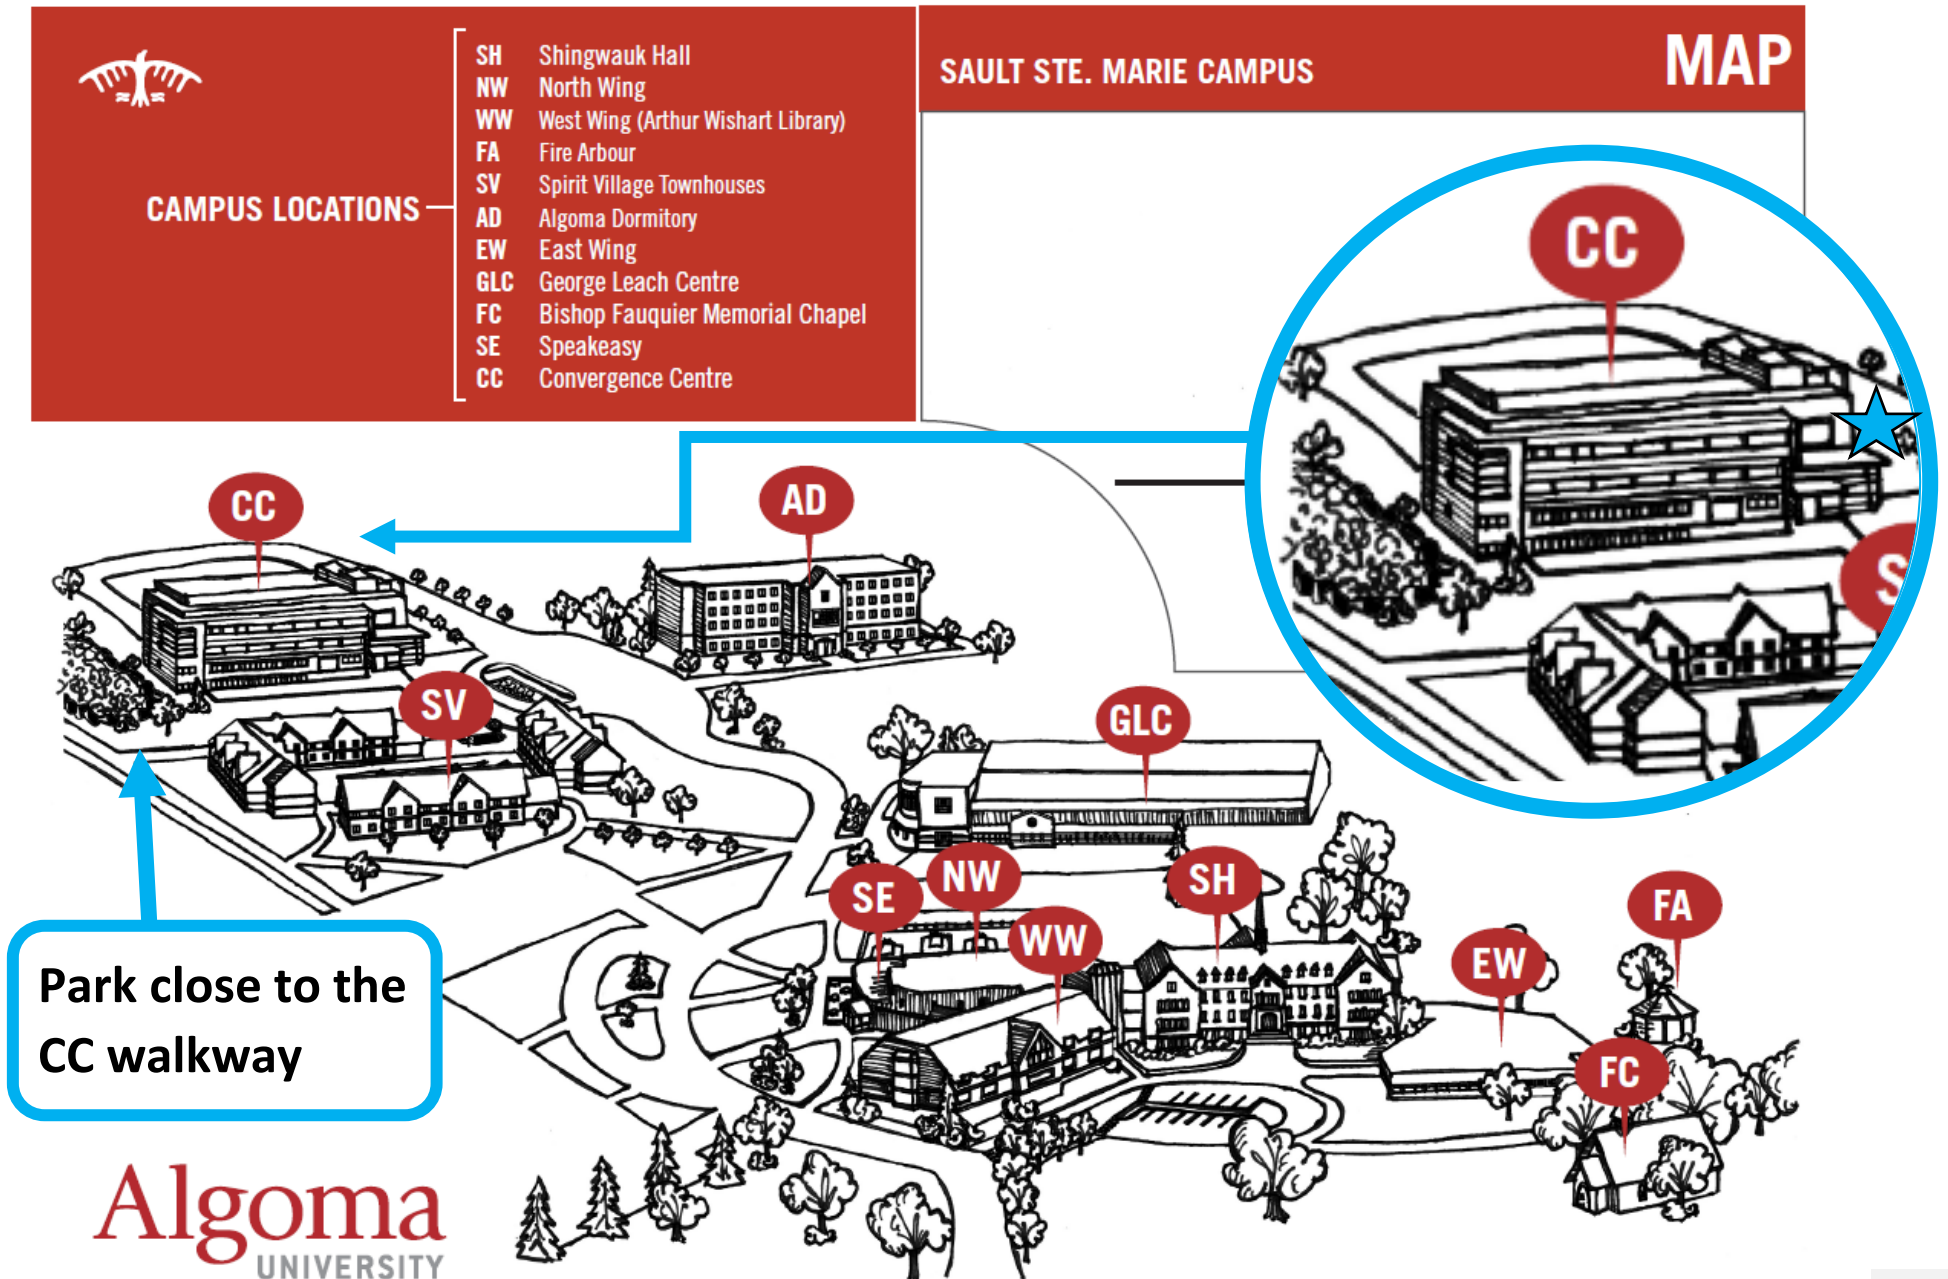 CAMPUS LOCATIONS
SH Shingwauk Hall
NW North Wing
WW West Wing (Arthur Wishart Library)
FA Fire Arbour
SV Spirit Village Townhouses
AD Algoma Dormitory
EW East Wing
GLC George Leach Centre
FC Bishop Fauquier Memorial Chapel
SE Speakeasy
CC Convergence Centre
SAULT STE. MARIE CAMPUS
MAP
CC
S
CC
AD
SV
GLC
SE
NW
WW
SH
EW
FA
FC
Park close to the
CC walkway
Algoma
UNIVERSITY